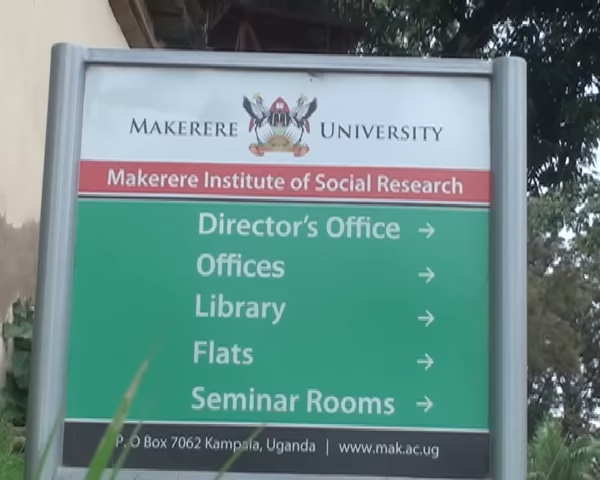 MAKERERE UNIVERSITY
Makerere Institute of Social Research
Director's Office →
Offices →
Library →
Flats →
Seminar Rooms →
P.O Box 7062 Kampala, Uganda | www.mak.ac.ug